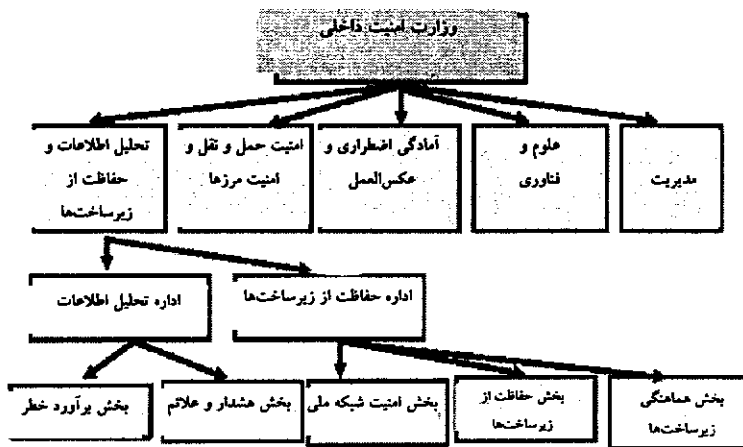 وزارت امنیت داخلی
مدیریت
علوم و
فناوری
آمادگی اضطراری و
عکس‌العمل
امنیت حمل و نقل و
امنیت مرزها
تحلیل اطلاعات و
حفاظت از
زیرساخت‌ها
اداره حفاظت از زیرساخت‌ها
اداره تحلیل اطلاعات
بخش هماهنگی
زیرساخت‌ها
بخش حفاظت از
زیرساخت‌ها
بخش امنیت شبکه ملی
بخش هشدار و علائم
بخش برآورد خطر